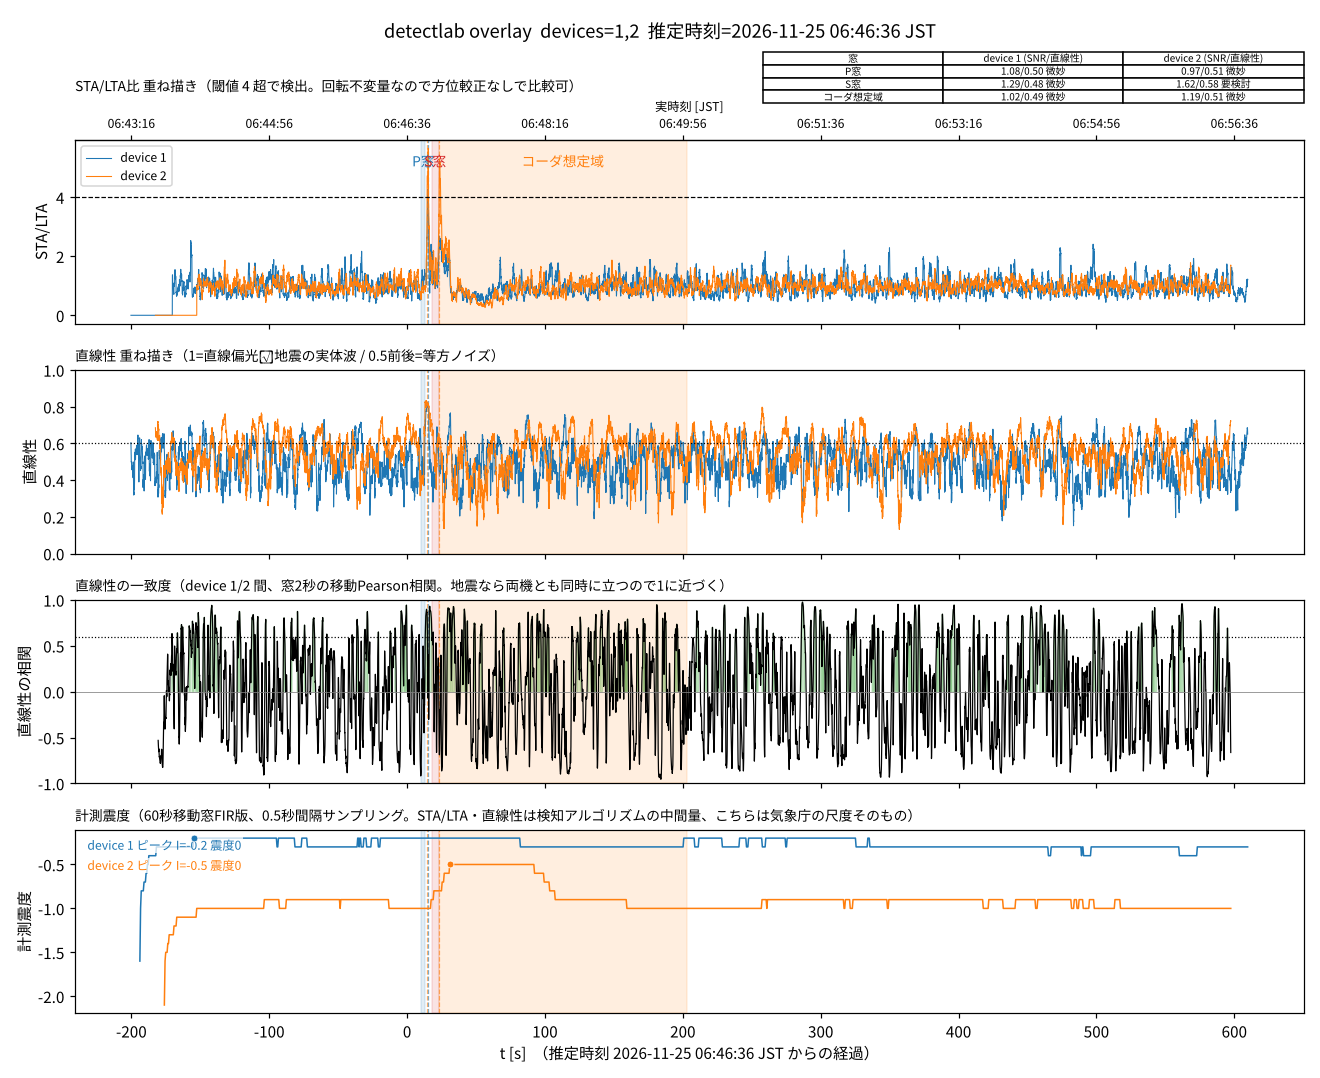 detectlab overlay  devices=1,2  推定時刻=2026-11-25 06:46:36 JST
窓 device 1 (SNR/直線性) device 2 (SNR/直線性)
P窓 1.08/0.50 微妙 0.97/0.51 微妙
S窓 1.29/0.48 微妙 1.62/0.58 要検討
コーダ想定域 1.02/0.49 微妙 1.19/0.51 微妙
STA/LTA比 重ね描き（閾値 4 超で検出。回転不変量なので方位較正なしで比較可）
実時刻 [JST]
06:43:16 06:44:56 06:46:36 06:48:16 06:49:56 06:51:36 06:53:16 06:54:56 06:56:36
device 1
device 2
P窓 S窓 コーダ想定域
STA/LTA
4
2
0
直線性 重ね描き（1=直線偏光 地震の実体波 / 0.5前後=等方ノイズ）
直線性
1.0
0.8
0.6
0.4
0.2
0.0
直線性の一致度（device 1/2 間、窓2秒の移動Pearson相関。地震なら両機とも同時に立つので1に近づく）
直線性の相関
1.0
0.5
0.0
-0.5
-1.0
計測震度（60秒移動窓FIR版、0.5秒間隔サンプリング。STA/LTA・直線性は検知アルゴリズムの中間量、こちらは気象庁の尺度そのもの）
device 1 ピーク I=-0.2 震度0
device 2 ピーク I=-0.5 震度0
計測震度
-0.5
-1.0
-1.5
-2.0
-200 -100 0 100 200 300 400 500 600
t [s] （推定時刻 2026-11-25 06:46:36 JST からの経過）